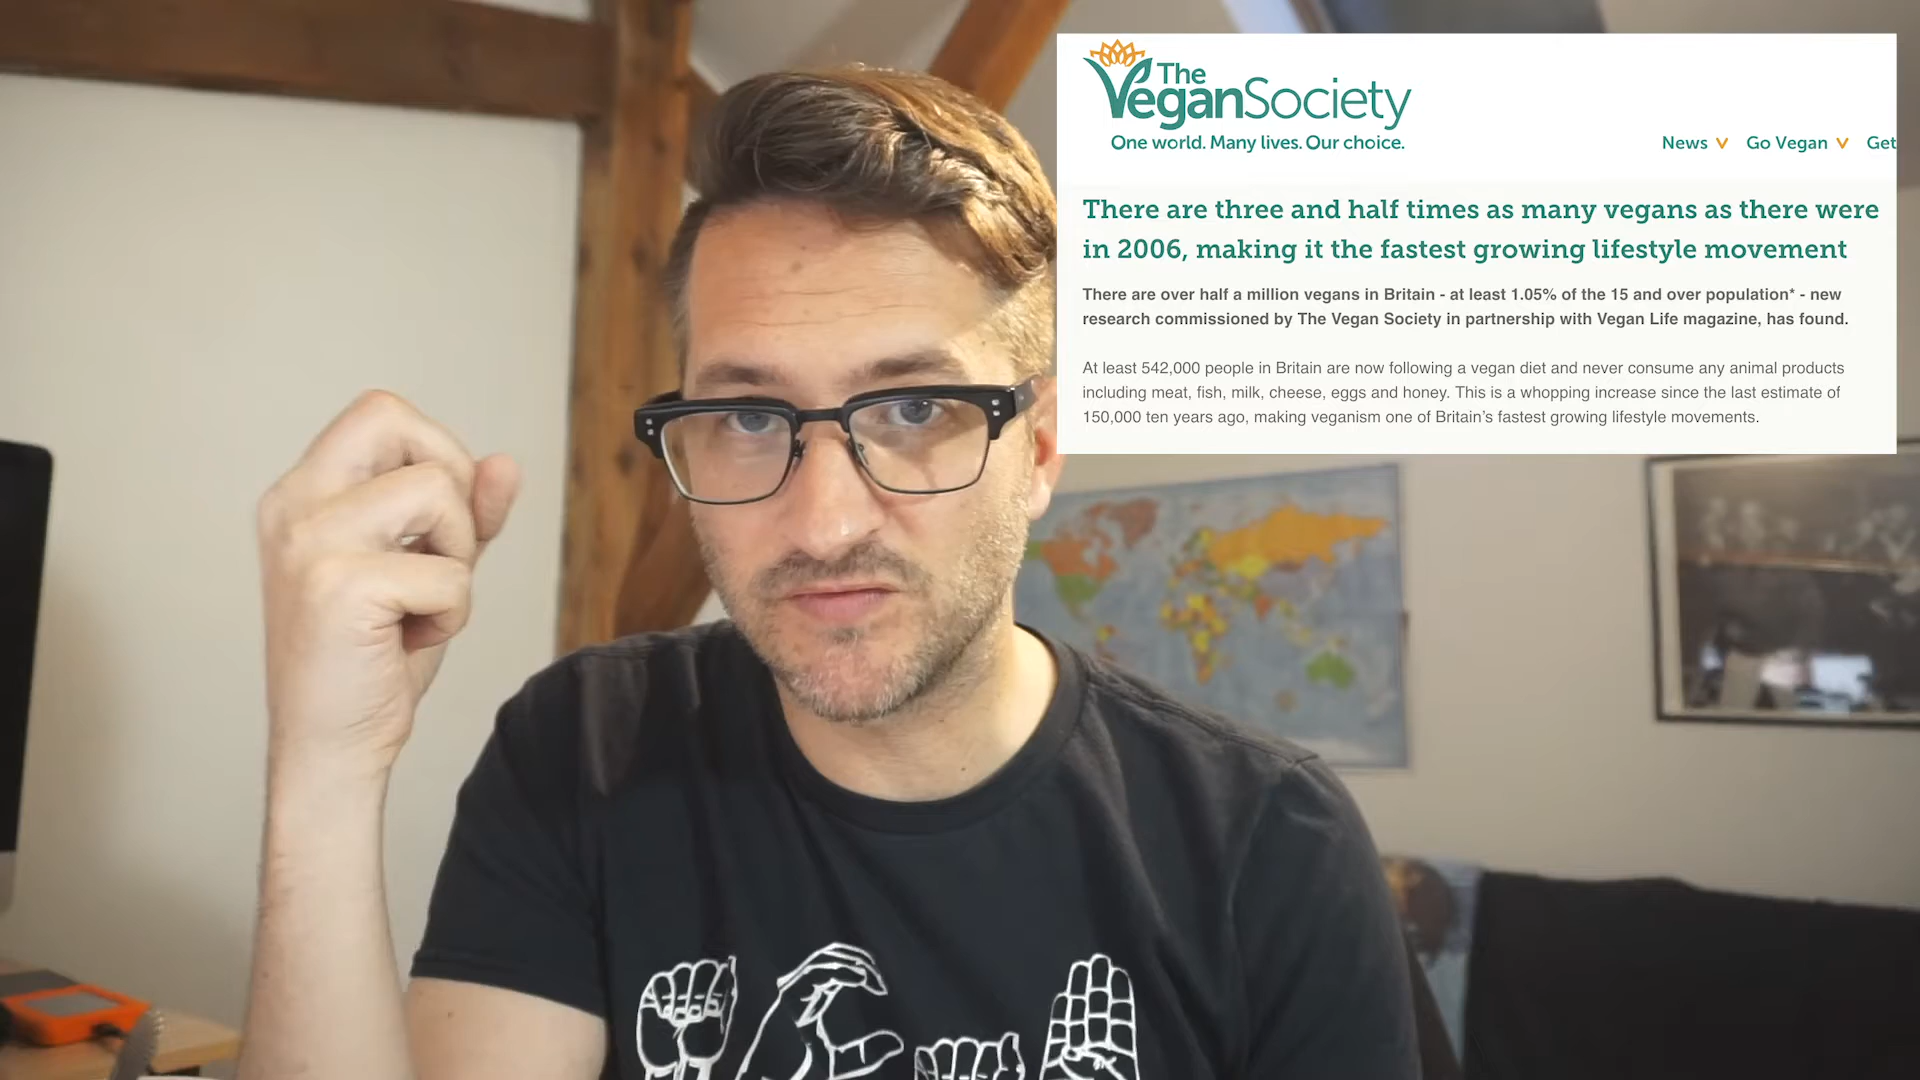 The
VeganSociety
One world. Many lives. Our choice.
News Go Vegan Get
There are three and half times as many vegans as there were
in 2006, making it the fastest growing lifestyle movement
There are over half a million vegans in Britain - at least 1.05% of the 15 and over population* - new
research commissioned by The Vegan Society in partnership with Vegan Life magazine, has found.
At least 542,000 people in Britain are now following a vegan diet and never consume any animal products
including meat, fish, milk, cheese, eggs and honey. This is a whopping increase since the last estimate of
150,000 ten years ago, making veganism one of Britain's fastest growing lifestyle movements.